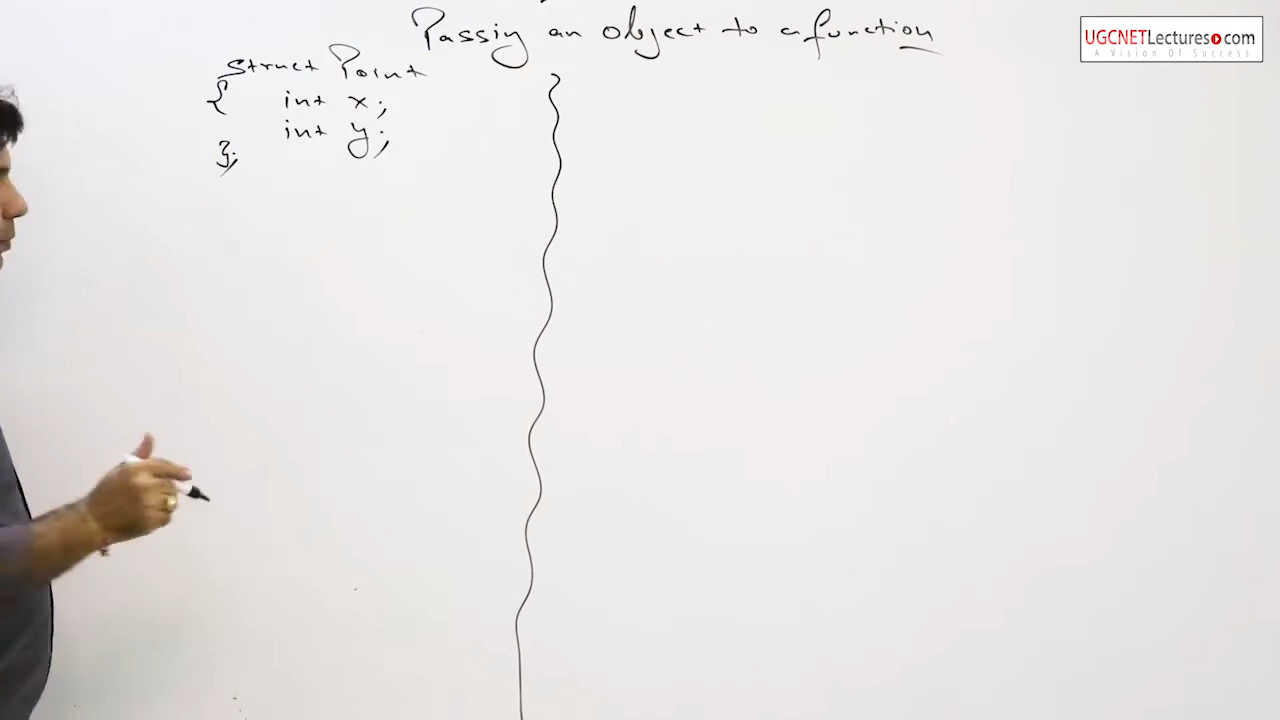 Passing an object to a function
UGCNETLectures.com
A Vision Of Success
struct Point
{ int x;
int y;
};